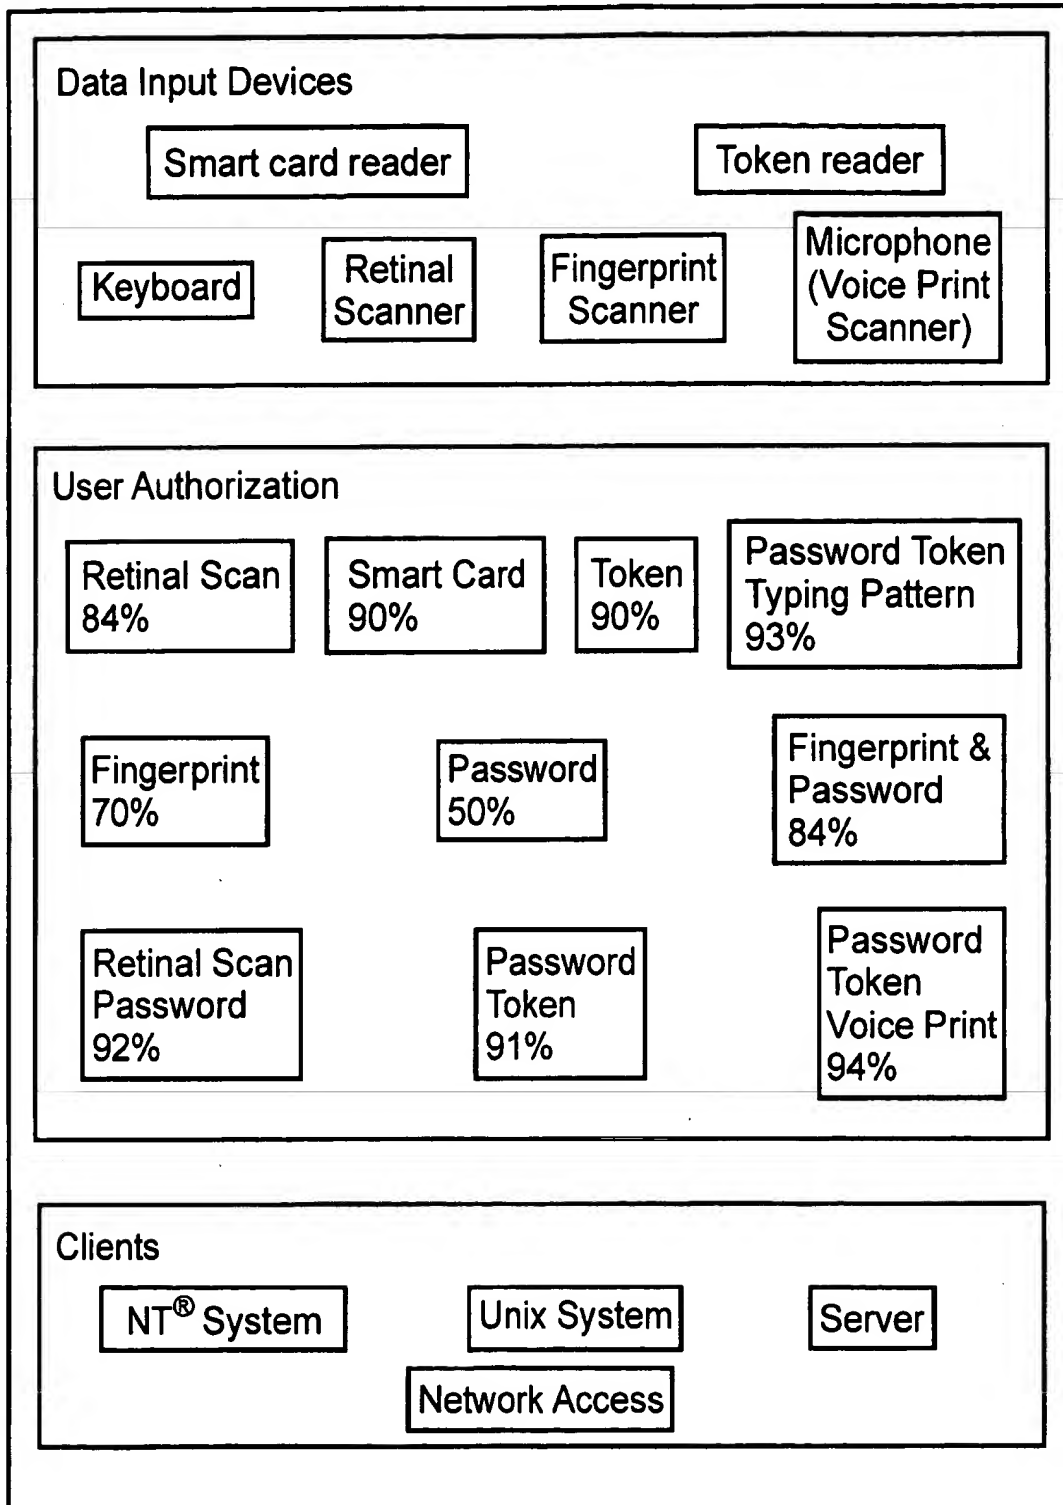 Data Input Devices
Smart card reader
Token reader
Keyboard
Retinal
Scanner
Fingerprint
Scanner
Microphone
(Voice Print
Scanner)
User Authorization
Retinal Scan
84%
Smart Card
90%
Token
90%
Password Token
Typing Pattern
93%
Fingerprint
70%
Password
50%
Fingerprint &
Password
84%
Retinal Scan
Password
92%
Password
Token
91%
Password
Token
Voice Print
94%
Clients
NT® System
Unix System
Server
Network Access